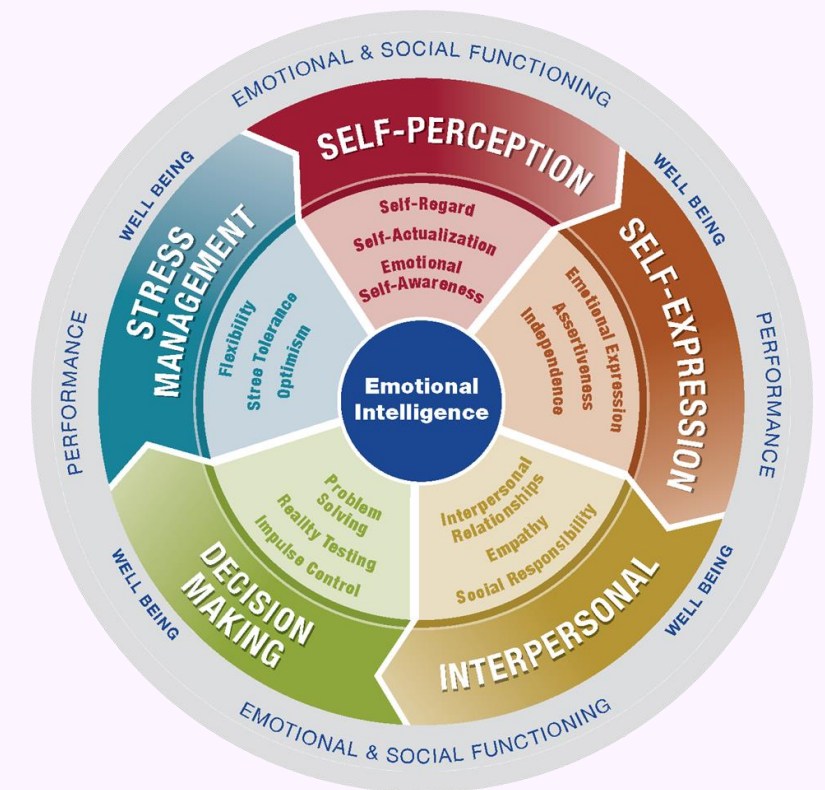 EMOTIONAL & SOCIAL FUNCTIONING
WELL BEING
WELL BEING
PERFORMANCE
PERFORMANCE
WELL BEING
WELL BEING
EMOTIONAL & SOCIAL FUNCTIONING
SELF-PERCEPTION
Self-Regard
Self-Actualization
Emotional
Self-Awareness
SELF-EXPRESSION
Emotional Expression
Assertiveness
Independence
INTERPERSONAL
Interpersonal
Relationships
Empathy
Social Responsibility
DECISION
MAKING
Problem
Solving
Reality Testing
Impulse Control
STRESS
MANAGEMENT
Flexibility
Stree Tolerance
Optimism
Emotional
Intelligence